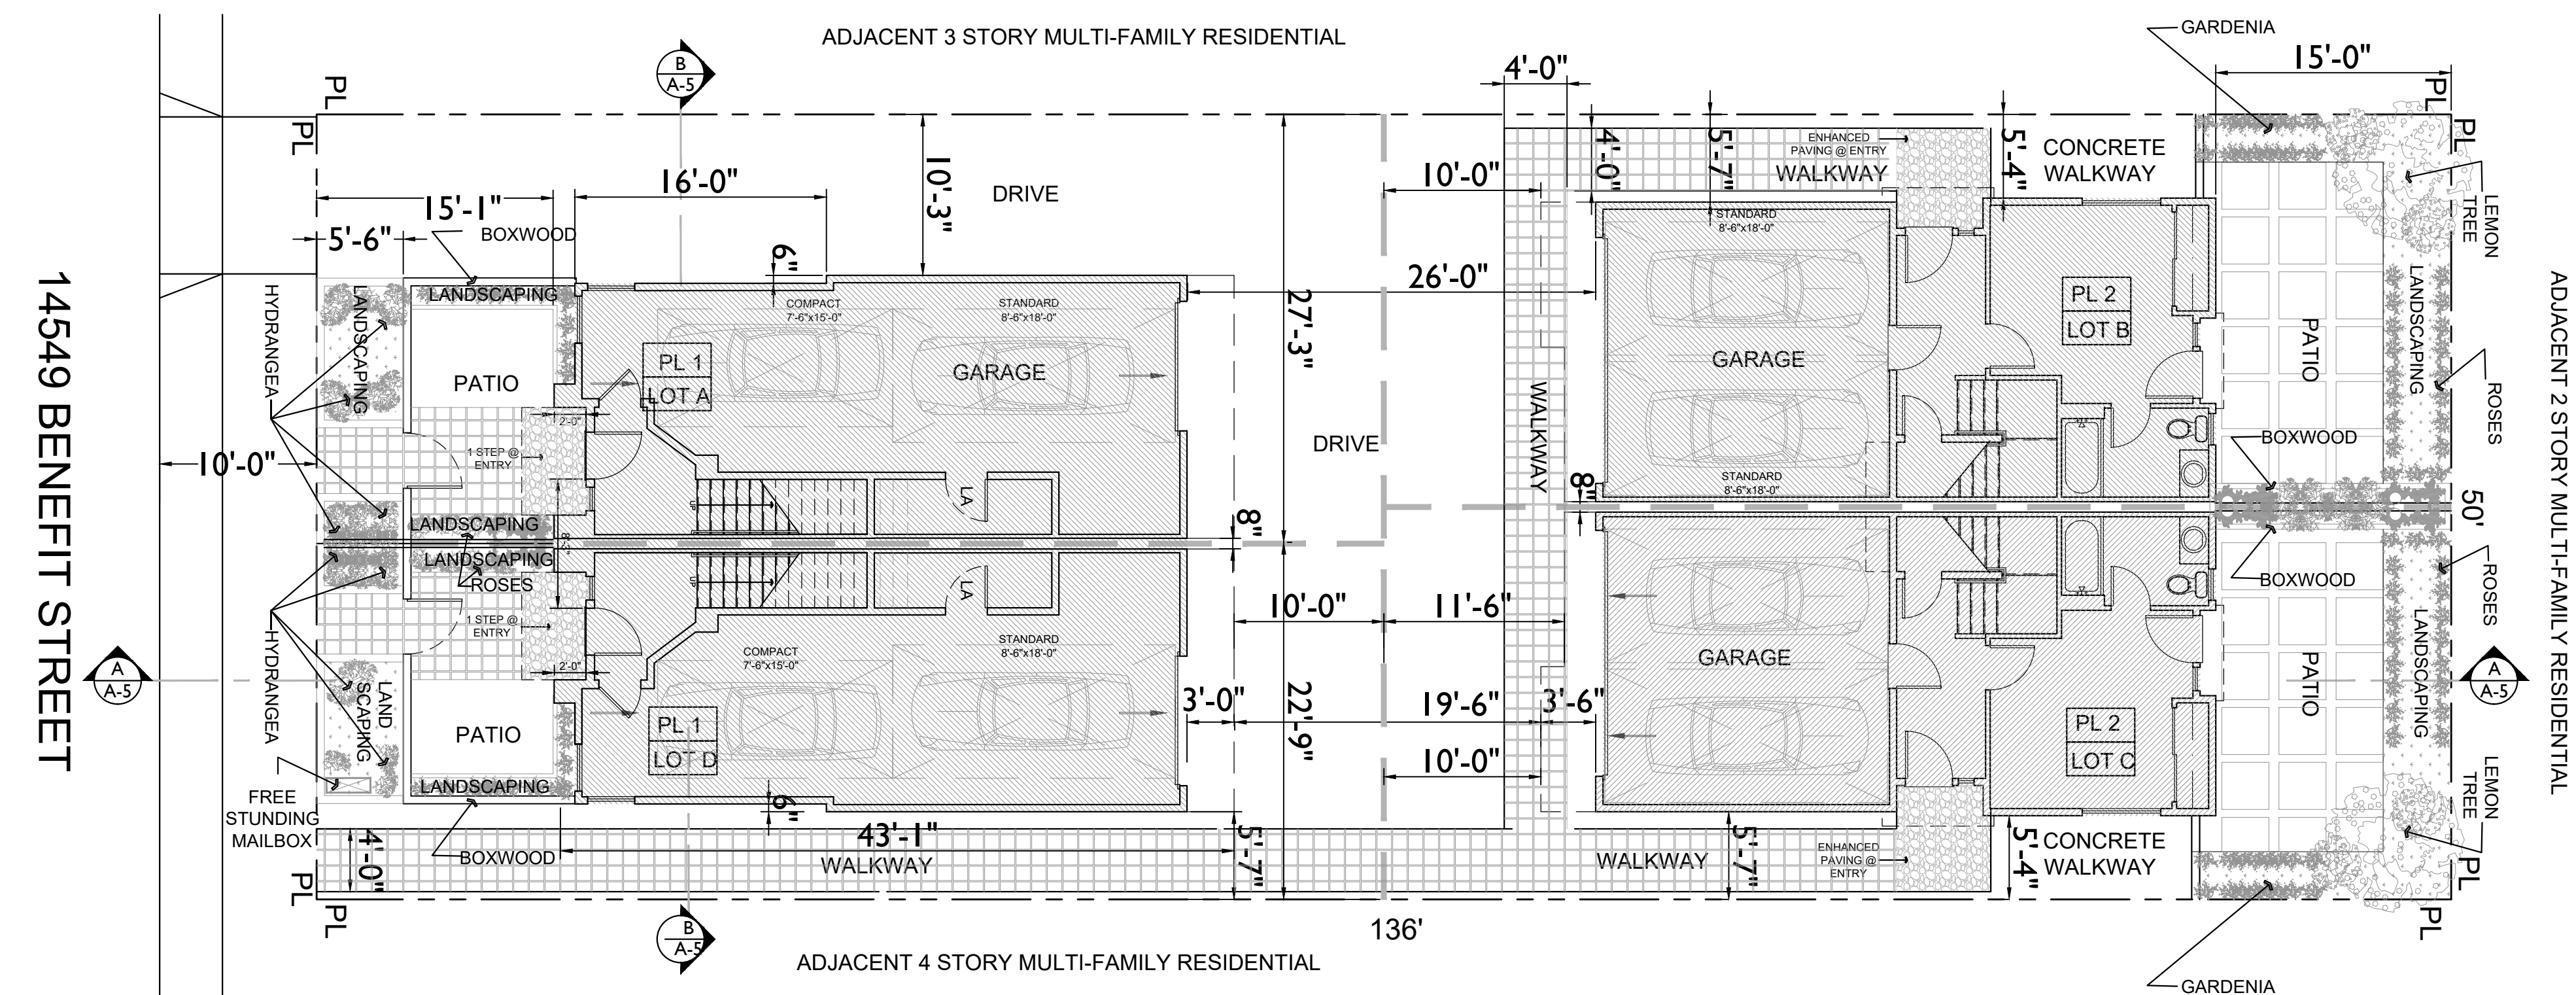 ADJACENT 3 STORY MULTI-FAMILY RESIDENTIAL
GARDENIA
B
A-5
4'-0"
15'-0"
PL
PL
PL
PL
10'-3"
DRIVE
16'-0"
15'-1"
5'-6"
BOXWOOD
6"
10'-0"
4'-0"
5'-7"
ENHANCED
PAVING @ ENTRY
WALKWAY
5'-4"
CONCRETE
WALKWAY
LEMON
TREE
14549 BENEFIT STREET
HYDRANGEA
LANDSCAPING
LANDSCAPING
COMPACT
7'-6"x15'-0"
STANDARD
8'-6"x18'-0"
27'-3"
26'-0"
STANDARD
8'-6"x18'-0"
PL 2
LOT B
PATIO
LANDSCAPING
ROSES
ADJACENT 2 STORY MULTI-FAMILY RESIDENTIAL
PATIO
PL 1
LOT A
GARAGE
GARAGE
2'-0"
1 STEP @
ENTRY
DRIVE
WALKWAY
BOXWOOD
10'-0"
UP
LA
8"
8"
STANDARD
8'-6"x18'-0"
50'
LANDSCAPING
LANDSCAPING
ROSES
UP
LA
BOXWOOD
ROSES
1 STEP @
ENTRY
10'-0"
11'-6"
HYDRANGEA
LAND
SCAPING
2'-0"
COMPACT
7'-6"x15'-0"
STANDARD
8'-6"x18'-0"
GARAGE
PATIO
LANDSCAPING
A
A-5
A
A-5
3'-0"
22'-9"
19'-6"
3'-6"
PATIO
PL 1
LOT D
PL 2
LOT C
10'-0"
LEMON
TREE
LANDSCAPING
FREE
STUNDING
MAILBOX
6"
4'-0"
BOXWOOD
43'-1"
WALKWAY
5'-7"
WALKWAY
5'-7"
ENHANCED
PAVING @
ENTRY
5'-4"
CONCRETE
WALKWAY
PL
PL
PL
PL
B
A-5
136'
ADJACENT 4 STORY MULTI-FAMILY RESIDENTIAL
GARDENIA